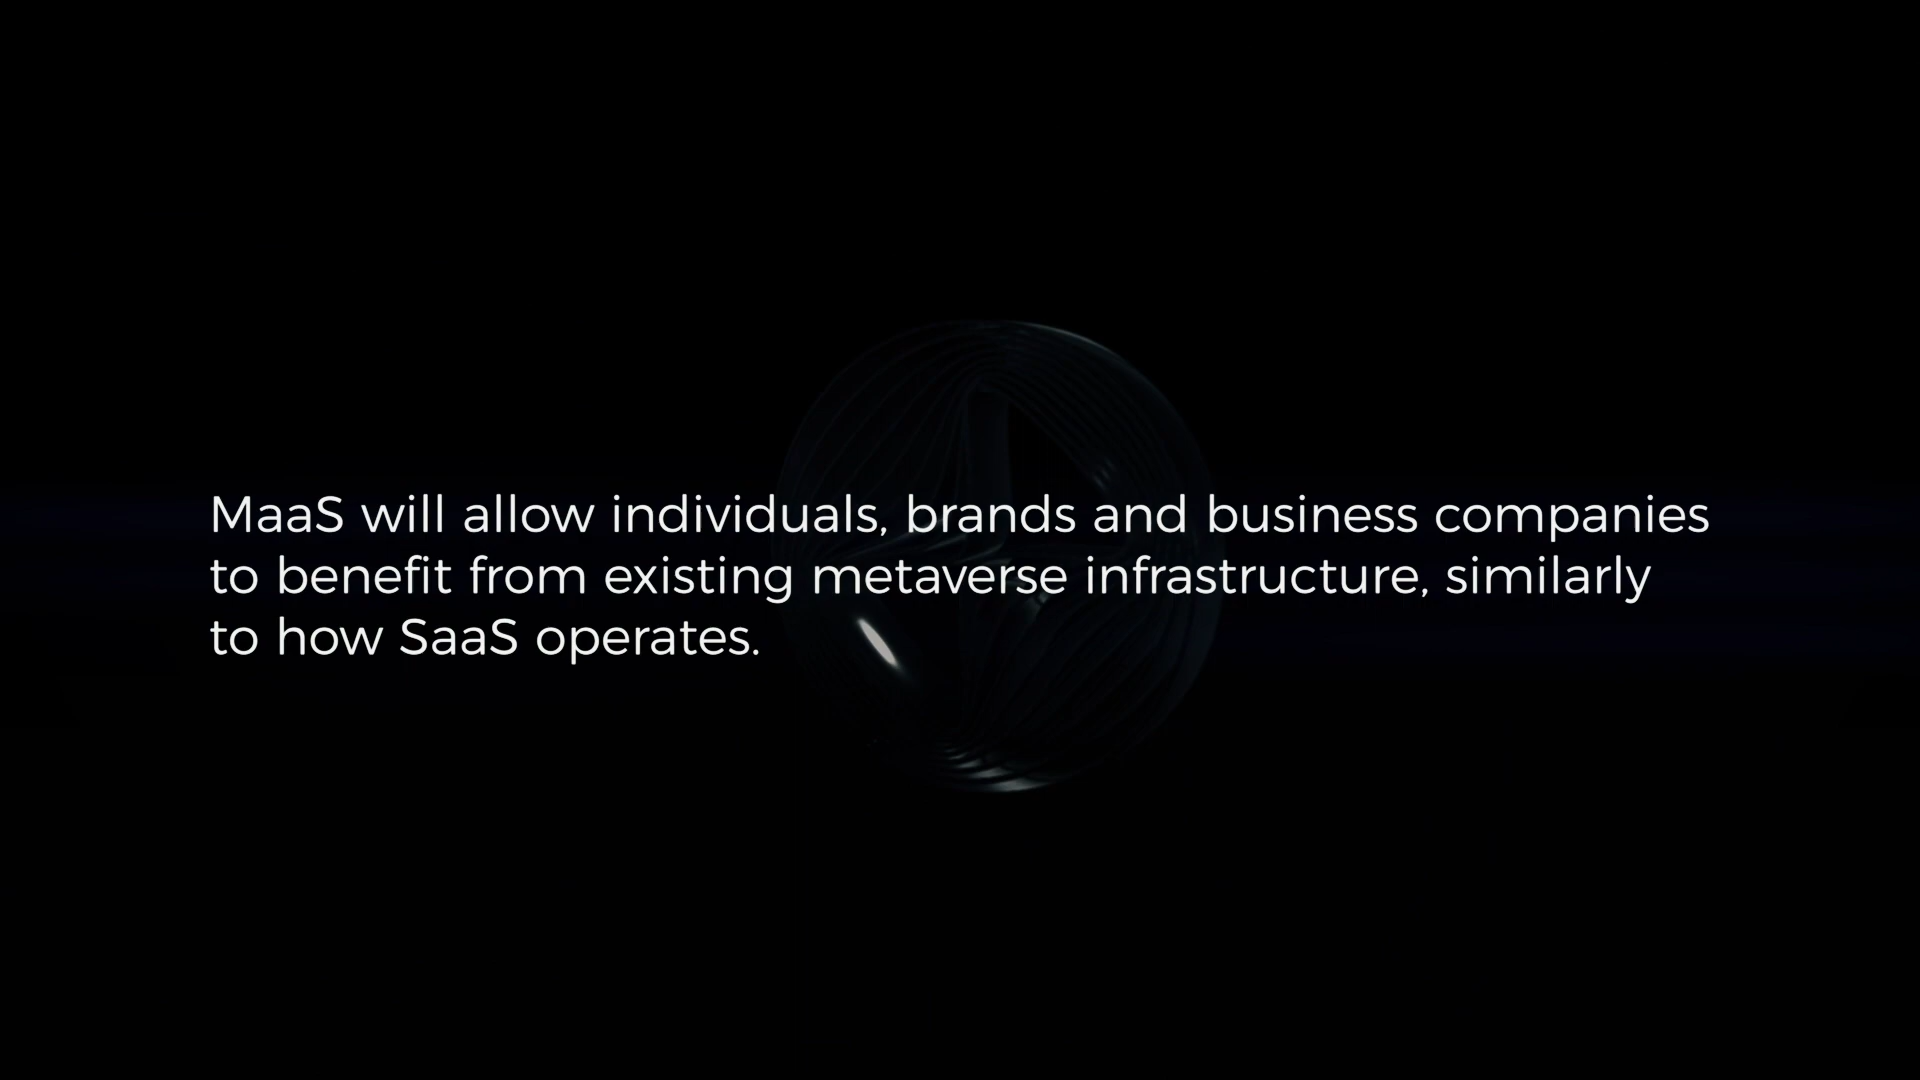 MaaS will allow individuals, brands and business companies
to benefit from existing metaverse infrastructure, similarly
to how SaaS operates.